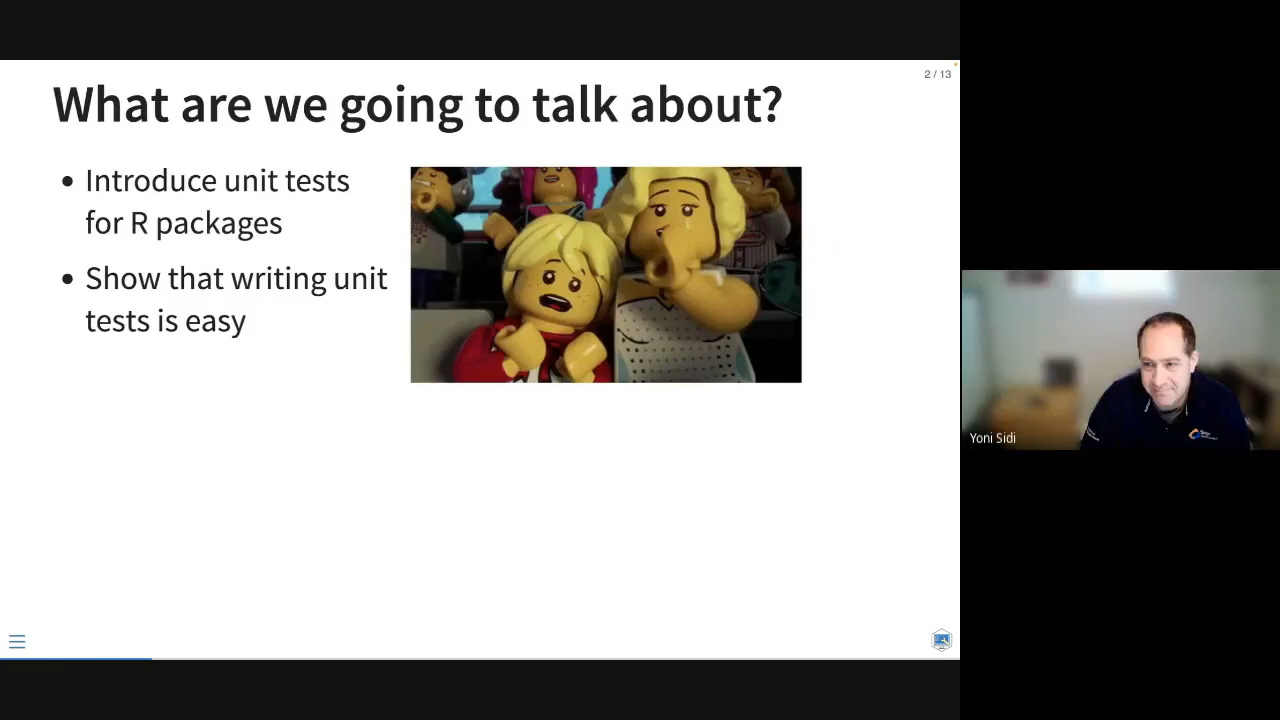 2 / 13
What are we going to talk about?
Introduce unit tests
for R packages
Show that writing unit
tests is easy
Yoni Sidi